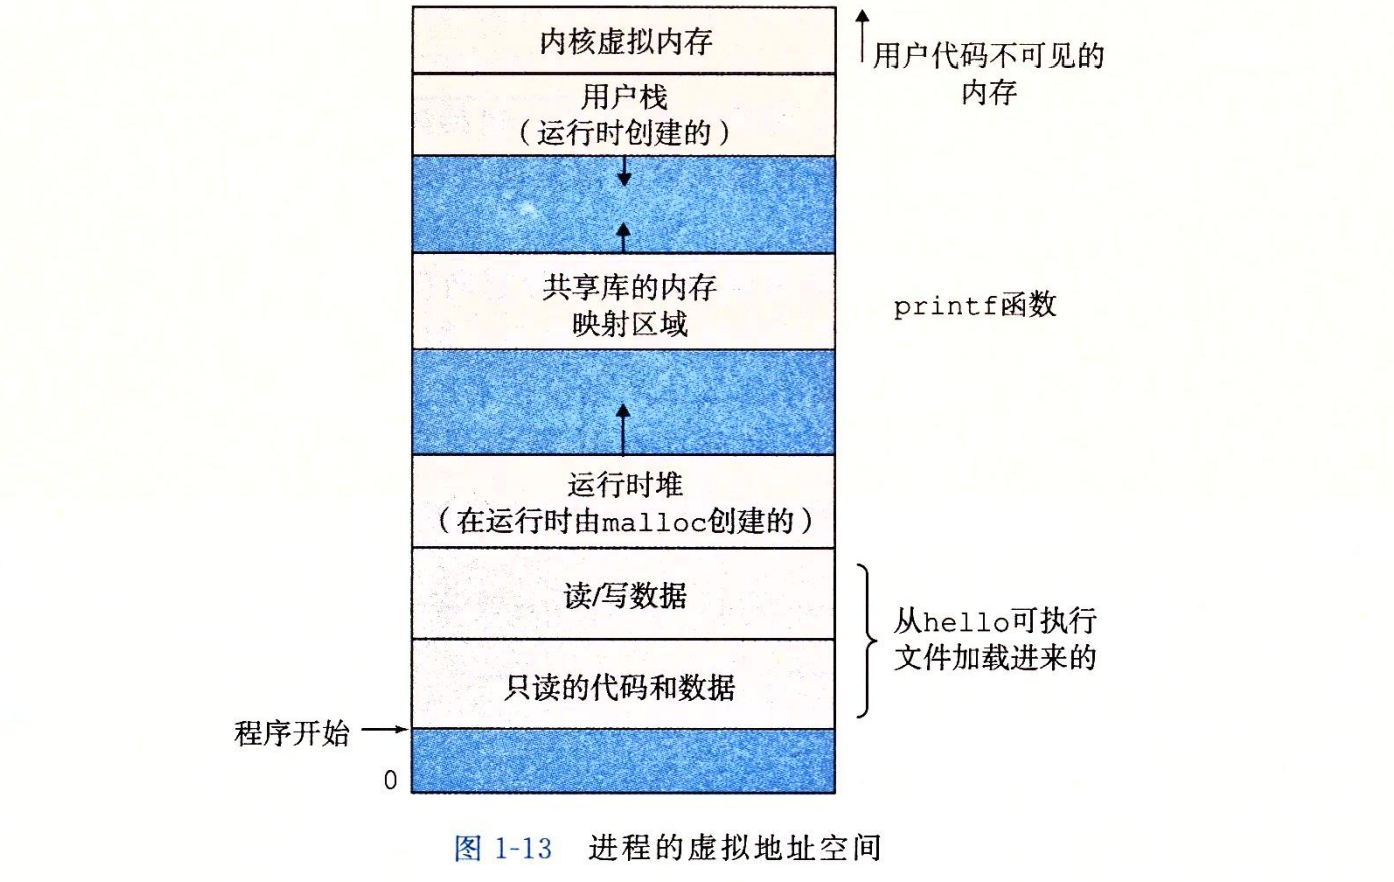 内核虚拟内存
用户代码不可见的
内存
用户栈
（运行时创建的）
共享库的内存
映射区域
printf函数
运行时堆
（在运行时由malloc创建的）
读/写数据
从hello可执行
文件加载进来的
只读的代码和数据
程序开始
0
图 1-13 进程的虚拟地址空间